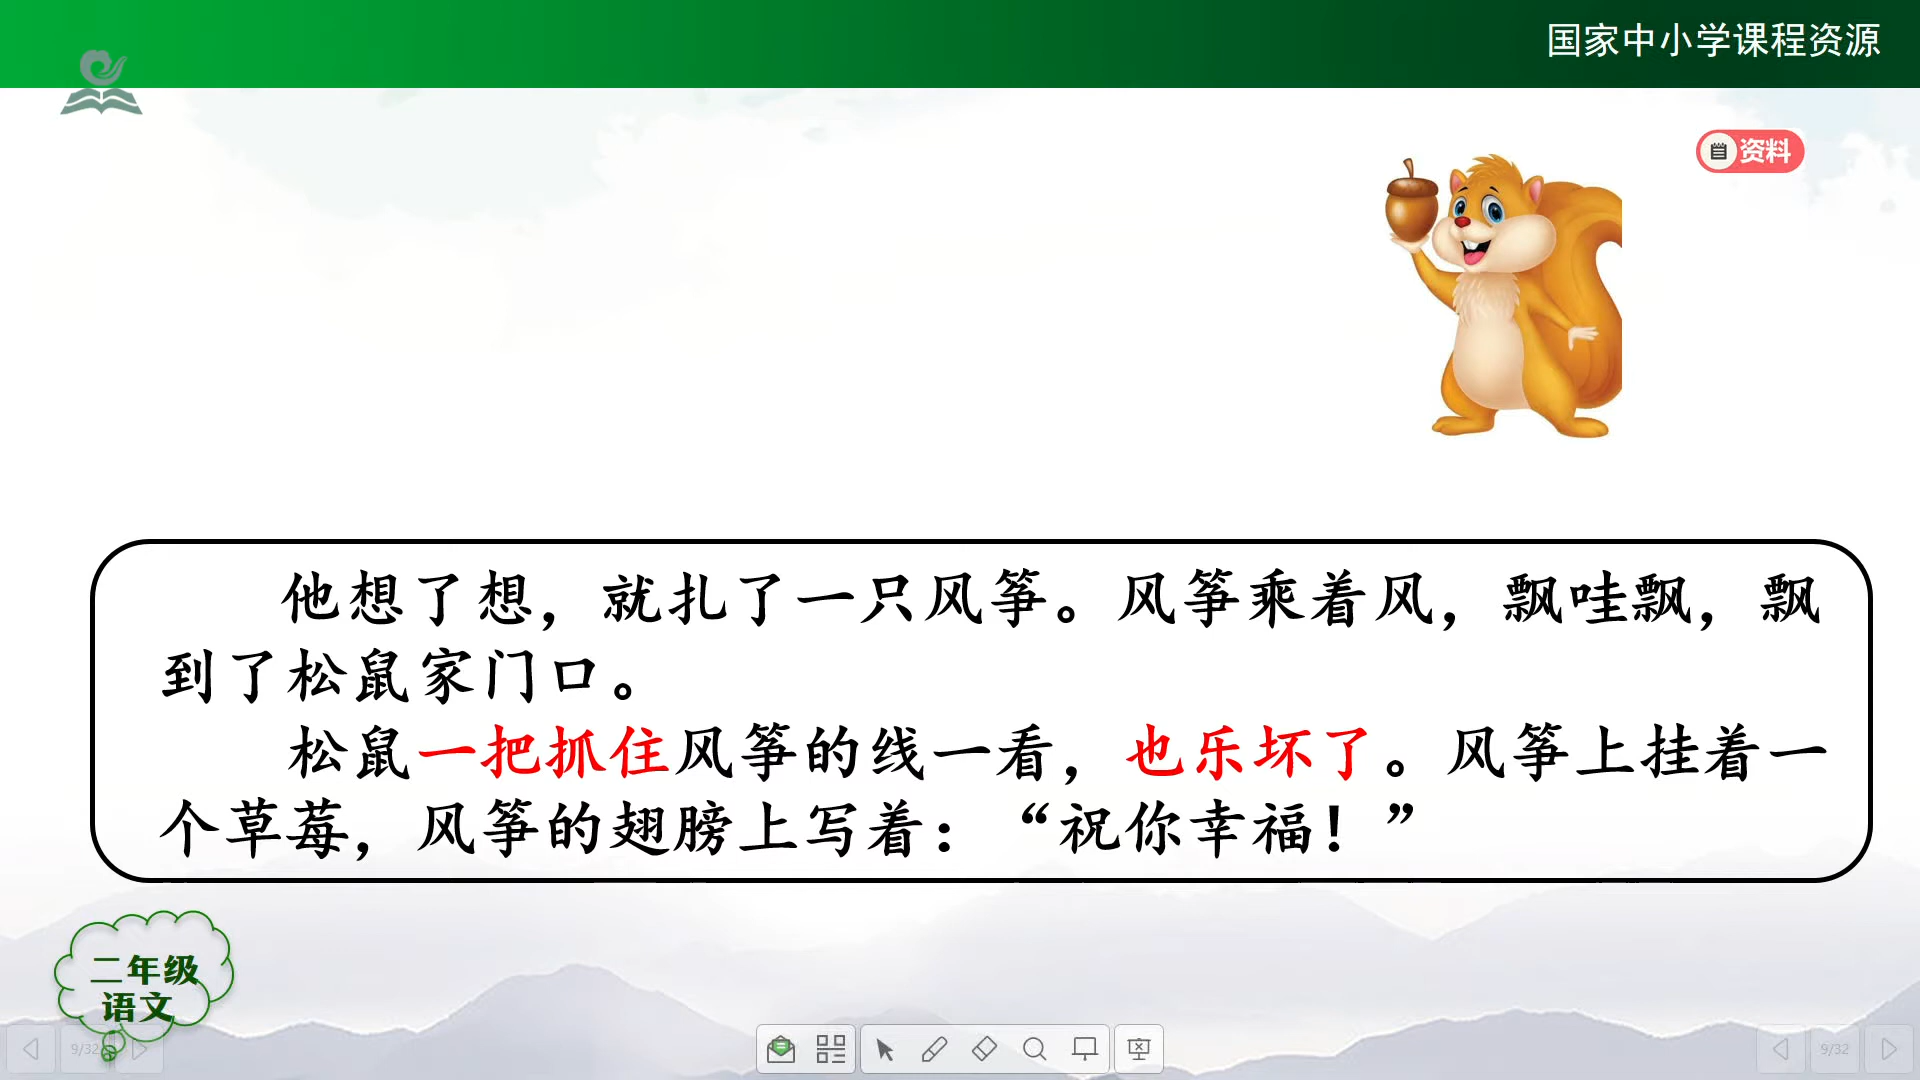 国家中小学课程资源
资料
他想了想，就扎了一只风筝。风筝乘着风，飘哇飘，飘
到了松鼠家门口。
松鼠一把抓住风筝的线一看，也乐坏了。风筝上挂着一
个草莓，风筝的翅膀上写着：“祝你幸福！”
二年级
语文
9/32
9/32